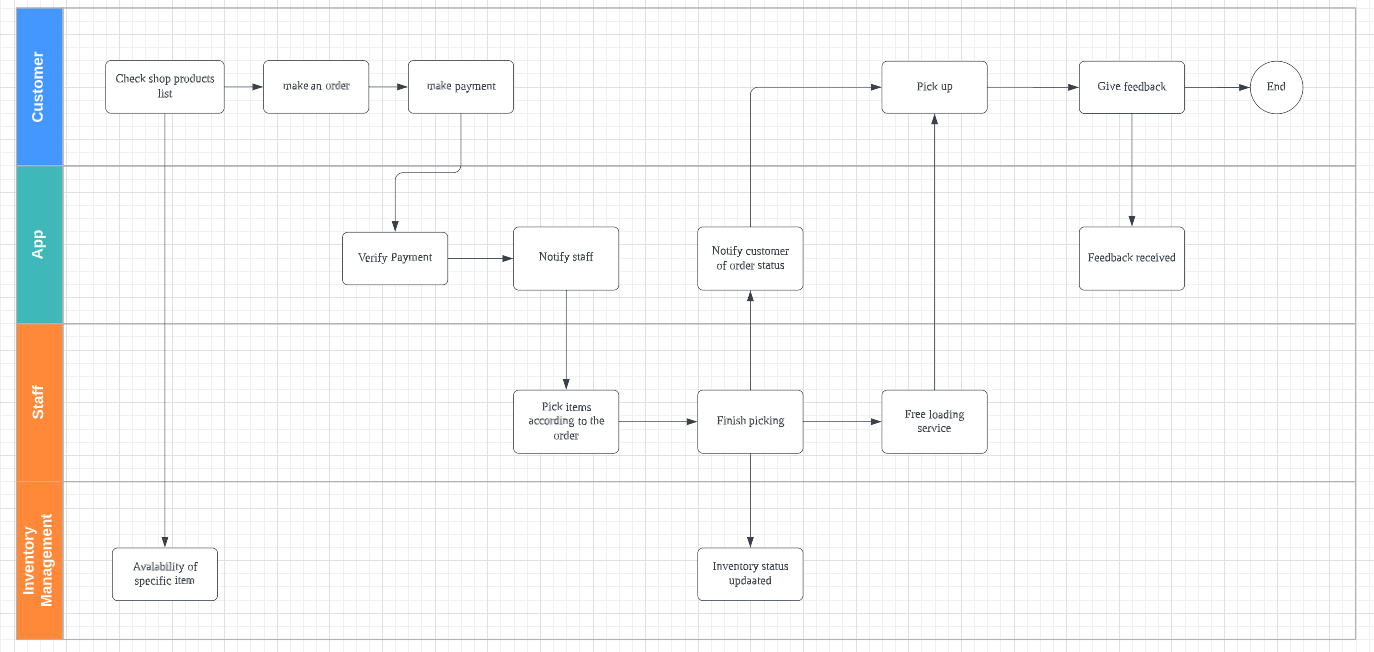 Customer
Check shop products
list
make an order
make payment
Pick up
Give feedback
End
App
Verify Payment
Notify staff
Notify customer
of order status
Feedback received
Staff
Pick items
according to the
order
Finish picking
Free loading
service
Inventory
Management
Avalability of
specific item
Inventory status
updaated